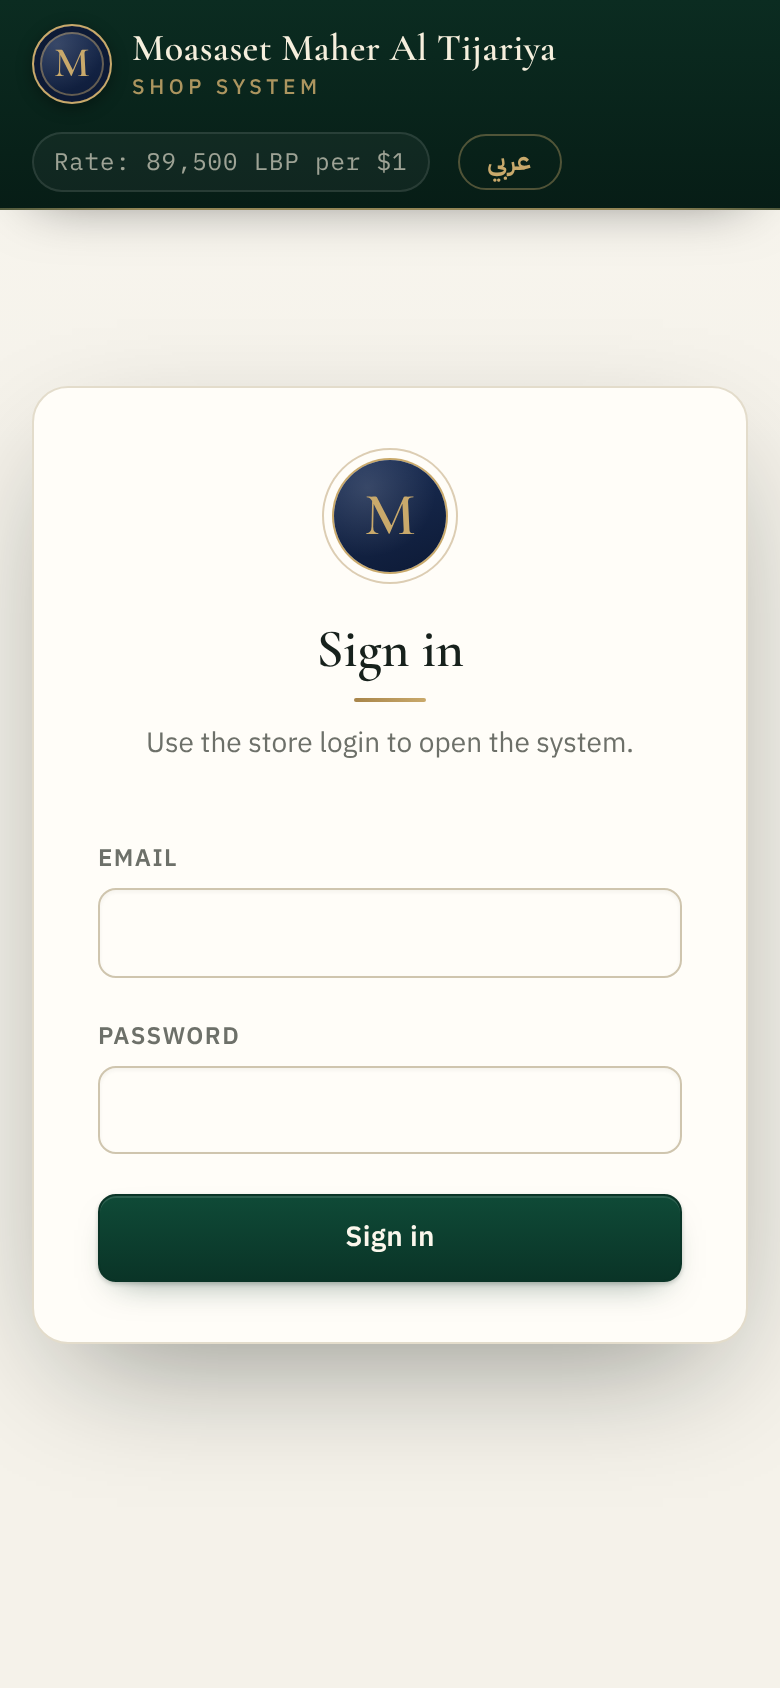 M
Moasaset Maher Al Tijariya
SHOP SYSTEM
Rate: 89,500 LBP per $1
عربي
M
Sign in
Use the store login to open the system.
EMAIL
PASSWORD
Sign in